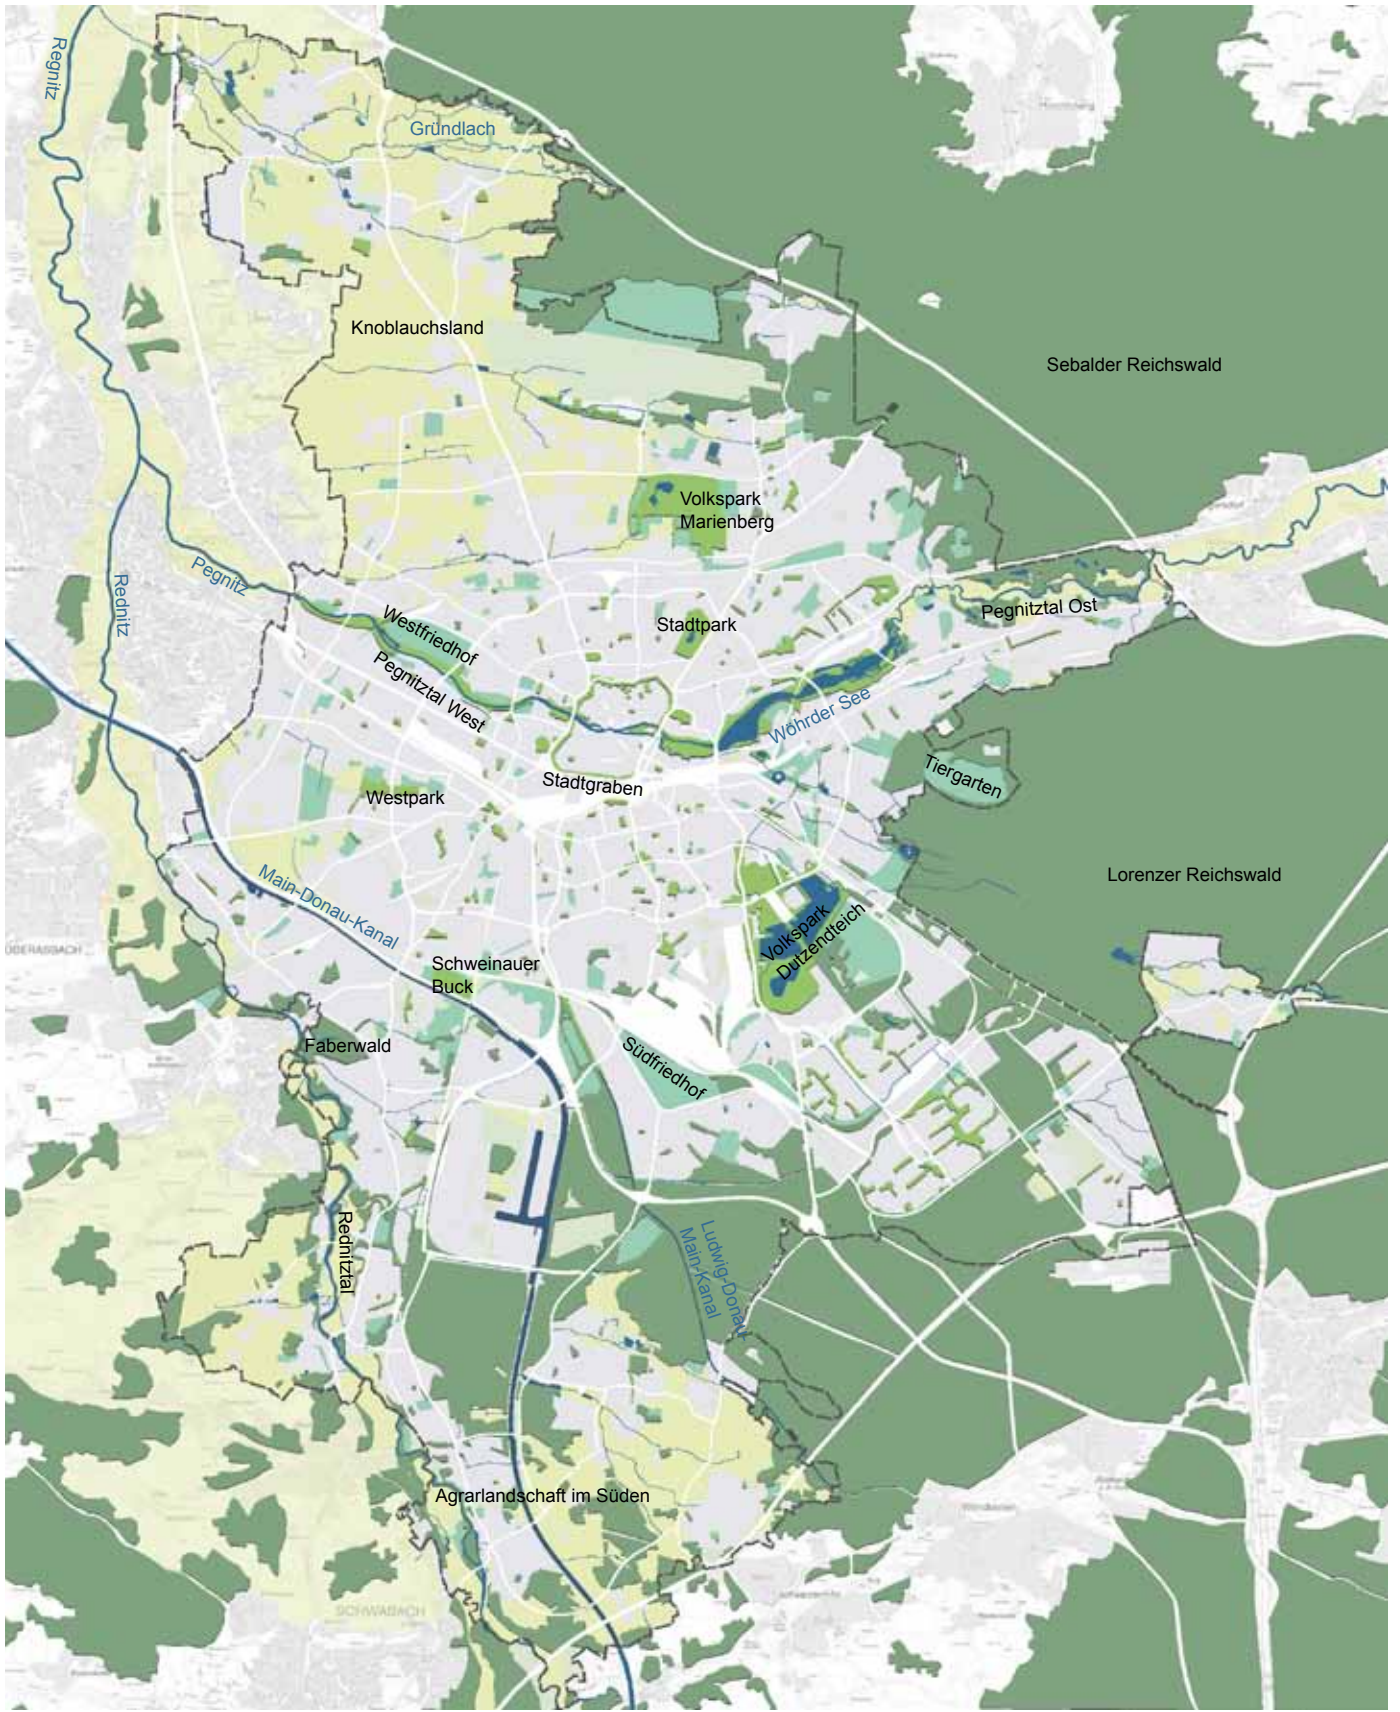 Regnitz
Gründlach
Knoblauchsland
Sebalder Reichswald
Volkspark
Marienberg
Pegnitz
Rednitz
Westfriedhof
Stadtpark
Pegnitztal Ost
Pegnitztal West
Wöhrder See
Stadtgraben
Tiergarten
Westpark
Lorenzer Reichswald
Main-Donau-Kanal
Volkspark
Dutzendteich
Schweinauer
Buck
Faberwald
Südfriedhof
Rednitztal
Ludwig-Donau-
Main-Kanal
Agrarlandschaft im Süden
SCHWABACH